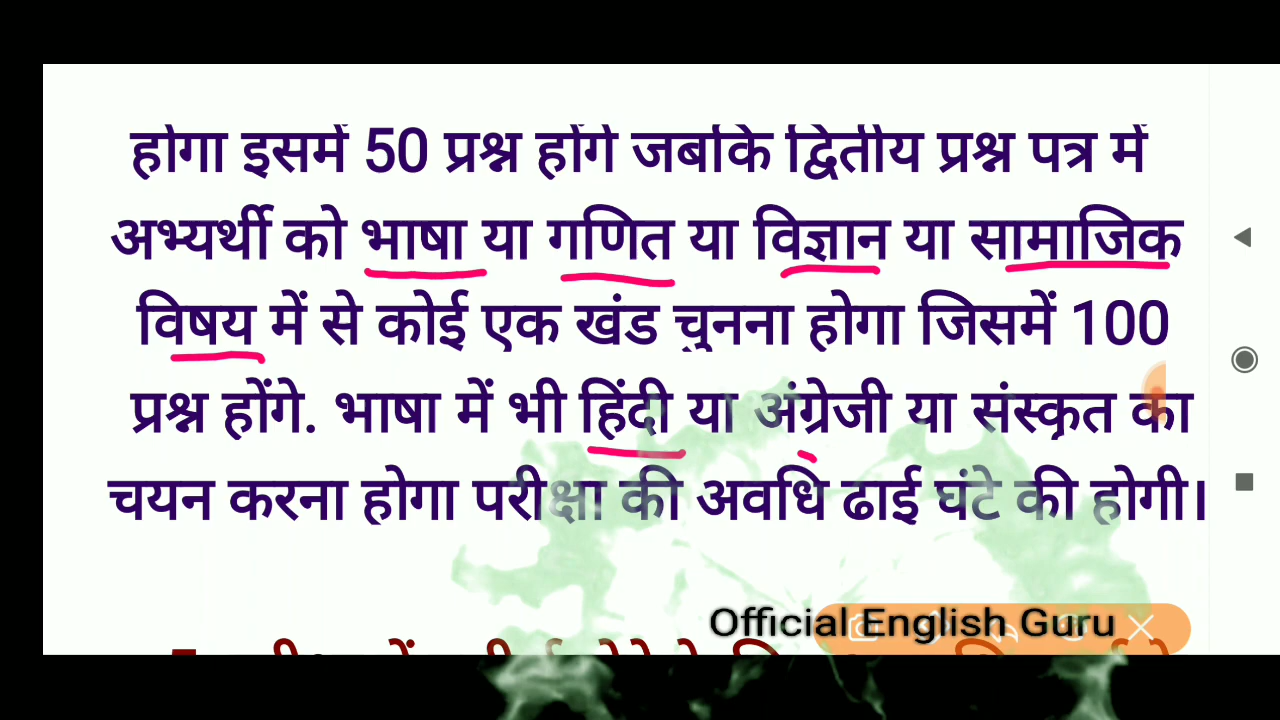 होगा इसमें 50 प्रश्न होंगे जबकि द्वितीय प्रश्न पत्र में
अभ्यर्थी को भाषा या गणित या विज्ञान या सामाजिक
विषय में से कोई एक खंड चुनना होगा जिसमें 100
प्रश्न होंगे. भाषा में भी हिंदी या अंग्रेजी या संस्कृत का
चयन करना होगा परीक्षा की अवधि ढाई घंटे की होगी।
Official English Guru